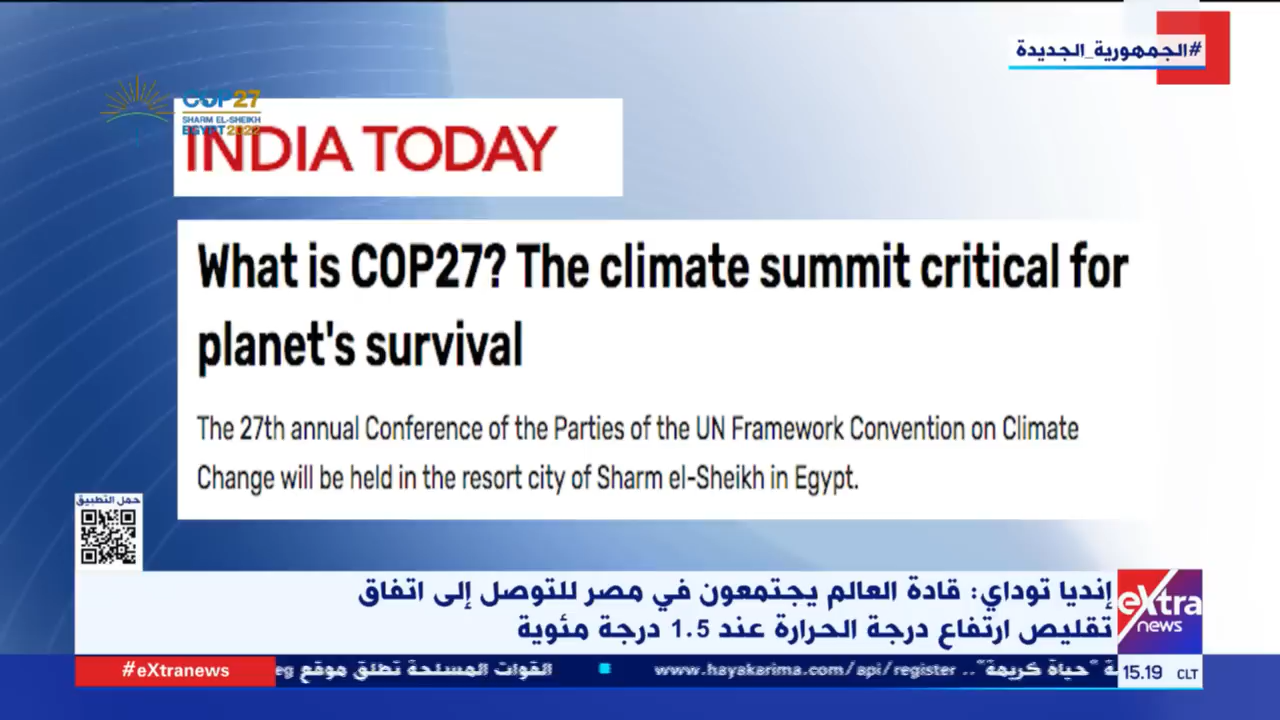 #الجمهورية_الجديدة
COP27
SHARM EL-SHEIKH
EGYPT 2022
INDIA TODAY
What is COP27? The climate summit critical for
planet's survival
The 27th annual Conference of the Parties of the UN Framework Convention on Climate
Change will be held in the resort city of Sharm el-Sheikh in Egypt.
حمل التطبيق
إنديا توداي: قادة العالم يجتمعون في مصر للتوصل إلى اتفاق
تقليص ارتفاع درجة الحرارة عند 1.5 درجة مئوية
eXtra
news
#eXtranews
"حياة كريمة".. www.hayakarima.com/api/register ■ القوات المسلحة تطلق موقع
15.19 CLT